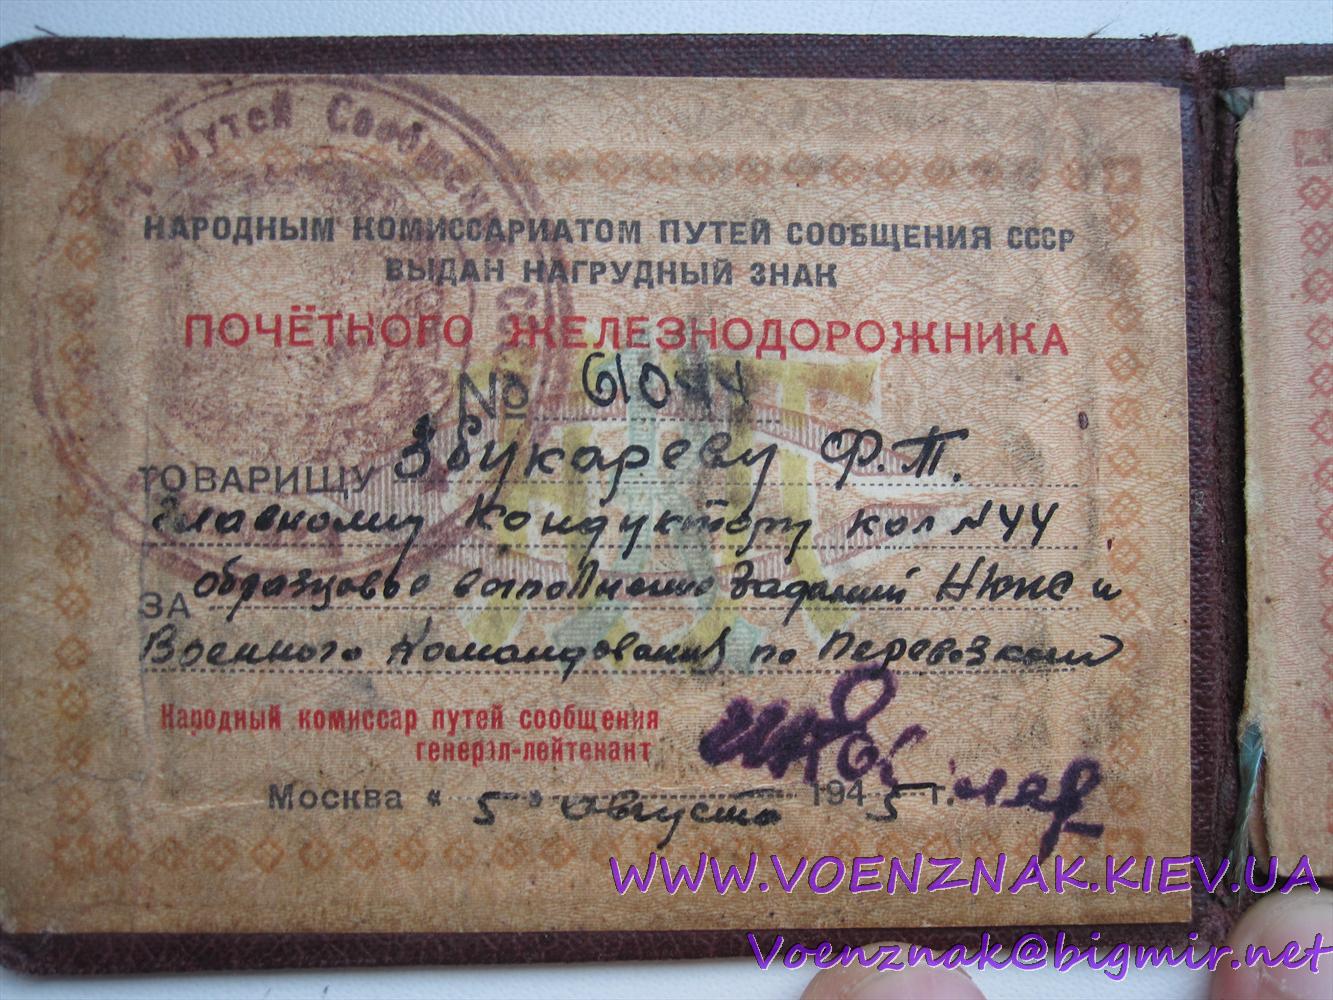 Путей Сообщени
НАРОДНЫМ КОМИССАРИАТОМ ПУТЕЙ СООБЩЕНИЯ СССР
ВЫДАН НАГРУДНЫЙ ЗНАК
ПОЧЁТНОГО ЖЕЛЕЗНОДОРОЖНИКА
№ 61044
ТОВАРИЩУ Збукареву Ф.Т.
Главному Кондуктору кол №44
ЗА образцовое выполнение заданий НКПС и
Военного Командования по Перевозкам
Народный комиссар путей сообщения
генерал-лейтенант
Москва « 5 » августа 1945 г.
WWW.VOENZNAK.KIEV.UA
Voenznak@bigmir.net